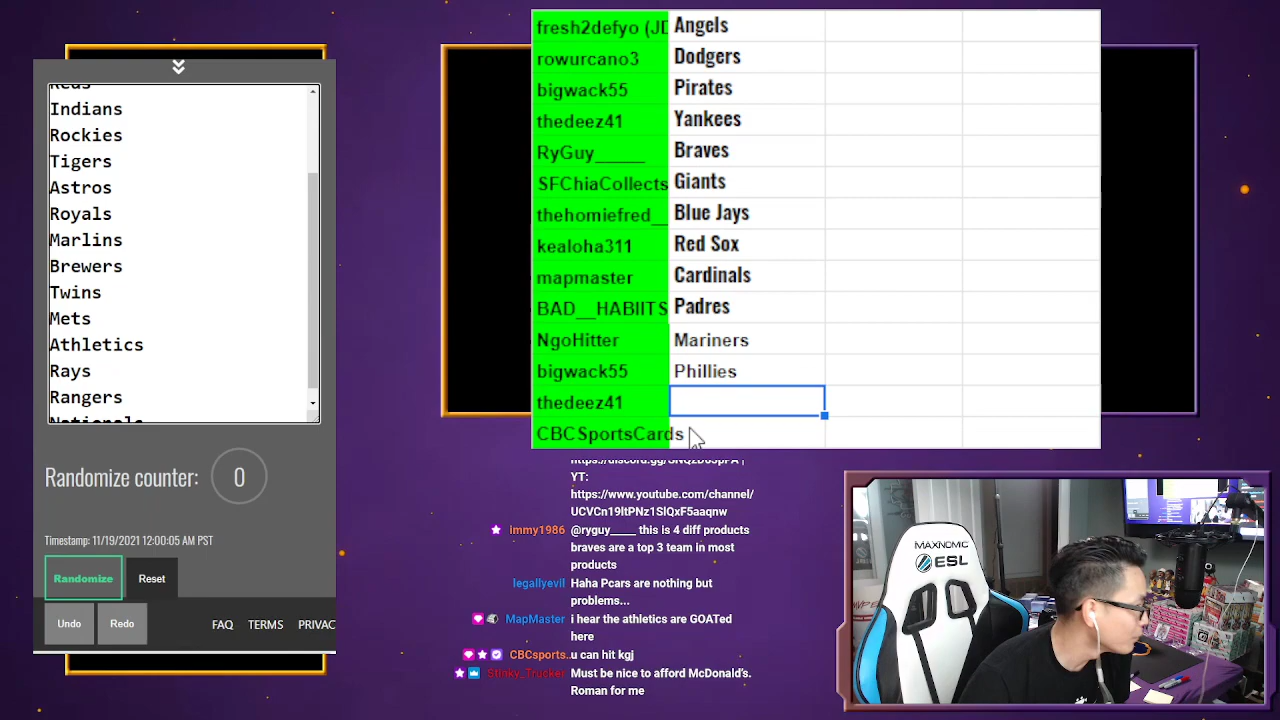 Indians
Rockies
Tigers
Astros
Royals
Marlins
Brewers
Twins
Mets
Athletics
Rays
Rangers
Nationals
Randomize counter: 0
Timestamp: 11/19/2021 12:00:05 AM PST
Randomize Reset
Undo Redo FAQ TERMS PRIVAC
fresh2defyo (JD Angels
rowurcano3 Dodgers
bigwack55 Pirates
thedeez41 Yankees
RyGuy_____ Braves
SFChiaCollects Giants
thehomiefred__ Blue Jays
kealoha311 Red Sox
mapmaster Cardinals
BAD__HABIITS Padres
NgoHitter Mariners
bigwack55 Phillies
thedeez41
CBCSportsCards
YT:
https://www.youtube.com/channel/
UCVCn19ltPNz1SlQxF5aaqnw
immy1986 @ryguy_____ this is 4 diff products
braves are a top 3 team in most
products
legallyevil Haha Pcars are nothing but
problems...
MapMaster i hear the athletics are GOATed
here
CBCsports.. u can hit kgj
Stinky_Trucker Must be nice to afford McDonald's.
Roman for me
MAXNOMIC
ESL